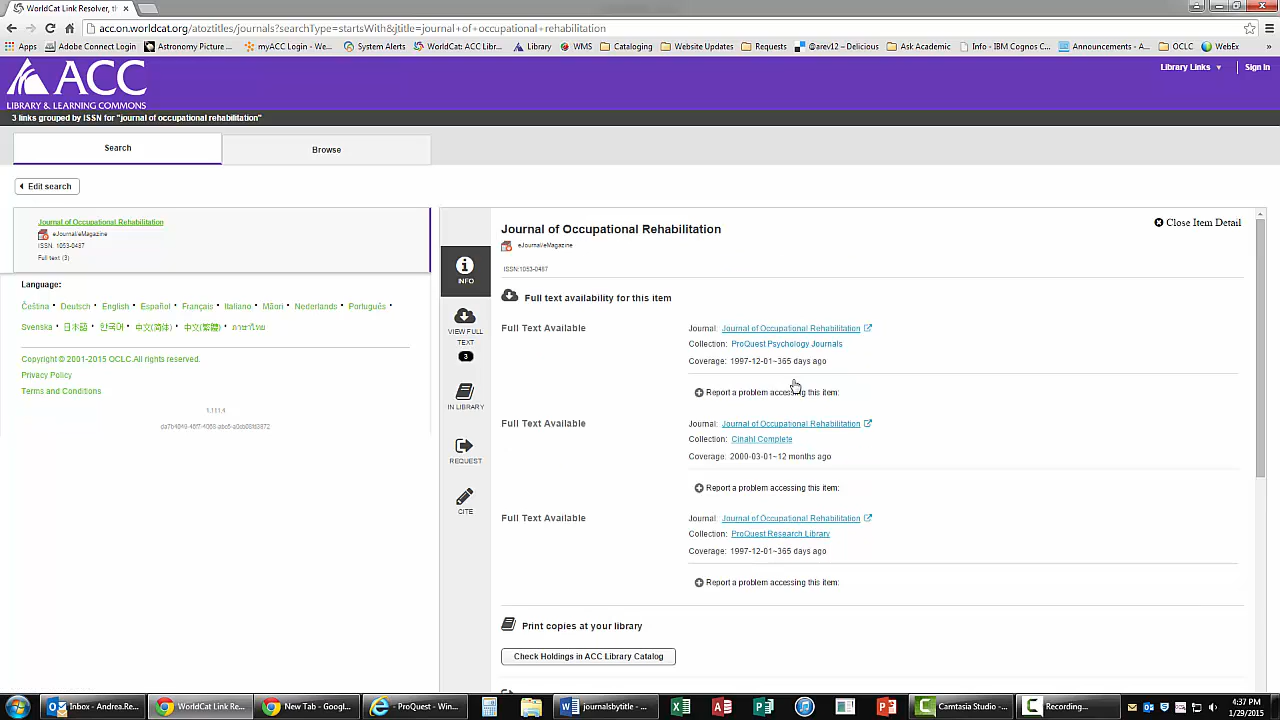 WorldCat Link Resolver, th
acc.on.worldcat.org/atoztitles/journals?searchType=startsWith&jtitle=journal+of+occupational+rehabilitation
Apps Adobe Connect Login Astronomy Picture ... myACC Login - We... System Alerts WorldCat: ACC Libr... Library WMS Cataloging Website Updates Requests @arev12 – Delicious Ask Academic Info - IBM Cognos C... Announcements – A... OCLC WebEx »
ACC
LIBRARY & LEARNING COMMONS
Library Links
Sign In
3 links grouped by ISSN for "journal of occupational rehabilitation"
Search
Browse
Edit search
Journal of Occupational Rehabilitation
eJournal/eMagazine
ISSN: 1053-0487
Full text (3)
Language:
Čeština • Deutsch • English • Español • Français • Italiano • Māori • Nederlands • Português •
Svenska • 日本語 • 한국어 • 中文(简体) • 中文(繁體) • ภาษาไทย
Copyright © 2001-2015 OCLC.All rights reserved.
Privacy Policy
Terms and Conditions
1.111.4
INFO
VIEW FULL
TEXT
3
IN LIBRARY
REQUEST
CITE
Close Item Detail
Journal of Occupational Rehabilitation
eJournal/eMagazine
ISSN:1053-0487
Full text availability for this item
Full Text Available
Journal: Journal of Occupational Rehabilitation
Collection: ProQuest Psychology Journals
Coverage: 1997-12-01~365 days ago
Report a problem accessing this item:
Full Text Available
Journal: Journal of Occupational Rehabilitation
Collection: Cinahl Complete
Coverage: 2000-03-01~12 months ago
Report a problem accessing this item:
Full Text Available
Journal: Journal of Occupational Rehabilitation
Collection: ProQuest Research Library
Coverage: 1997-12-01~365 days ago
Report a problem accessing this item:
Print copies at your library
Check Holdings in ACC Library Catalog
Inbox - Andrea.Re... WorldCat Link Re... New Tab - Googl... ProQuest - Win... journalsbytitle - ... Camtasia Studio - ... Recording...
4:37 PM
1/29/2015